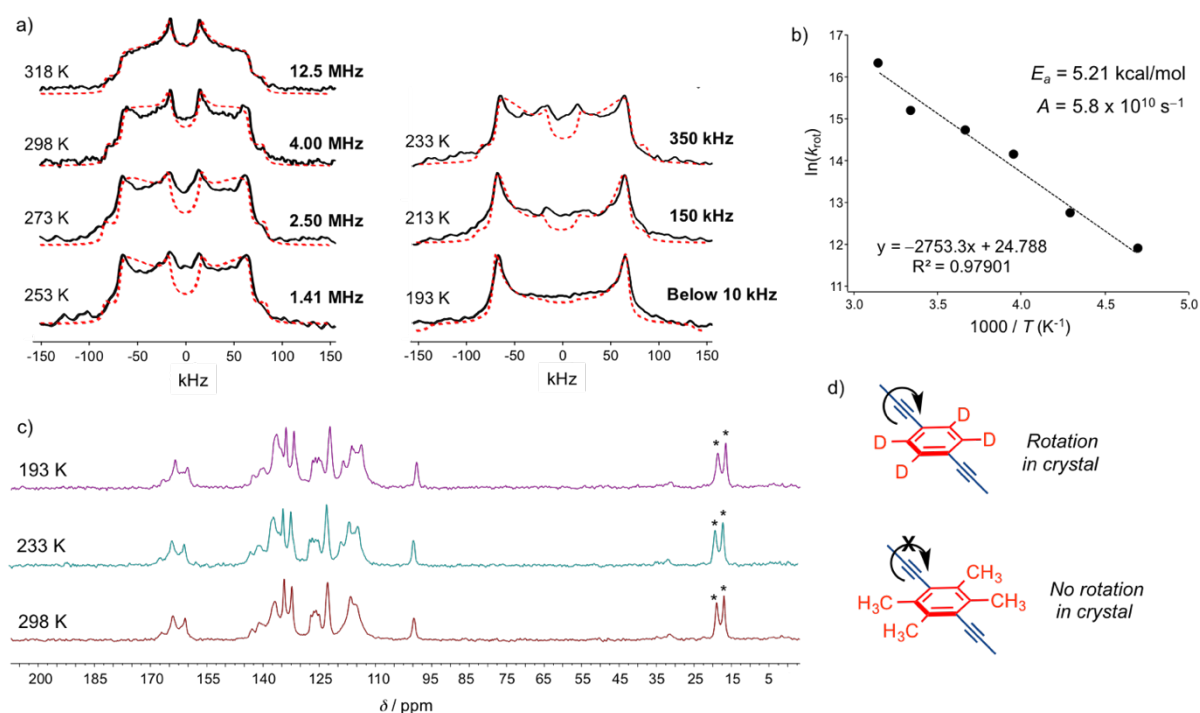 a)
318 K
12.5 MHz
298 K
4.00 MHz
273 K
2.50 MHz
253 K
1.41 MHz
-150 -100 -50 0 50 100 150
kHz
233 K
350 kHz
213 K
150 kHz
193 K
Below 10 kHz
-150 -100 -50 0 50 100 150
kHz
b)
17
16
15
14
13
12
11
ln(krot)
Ea = 5.21 kcal/mol
A = 5.8 x 10¹⁰ s⁻¹
y = −2753.3x + 24.788
R² = 0.97901
3.0 3.5 4.0 4.5 5.0
1000 / T (K⁻¹)
c)
193 K
* *
233 K
* *
298 K
* *
200 185 170 155 140 125 110 95 85 75 65 55 45 35 25 15 5
δ / ppm
d)
D
D
D
D
Rotation
in crystal
X
CH₃
H₃C
CH₃
H₃C
No rotation
in crystal